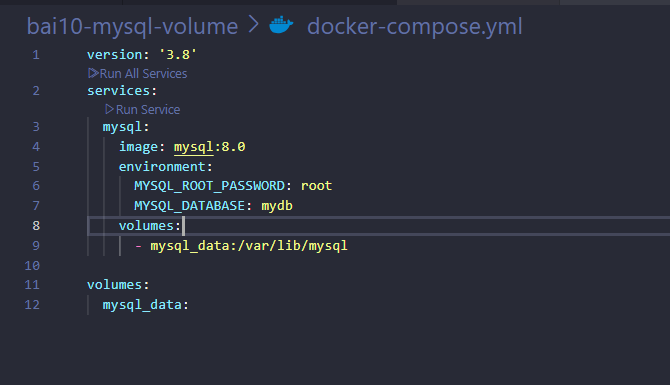 bai10-mysql-volume > docker-compose.yml
1 version: '3.8'
Run All Services
2 services:
Run Service
3 mysql:
4 image: mysql:8.0
5 environment:
6 MYSQL_ROOT_PASSWORD: root
7 MYSQL_DATABASE: mydb
8 volumes:
9 - mysql_data:/var/lib/mysql
10
11 volumes:
12 mysql_data: